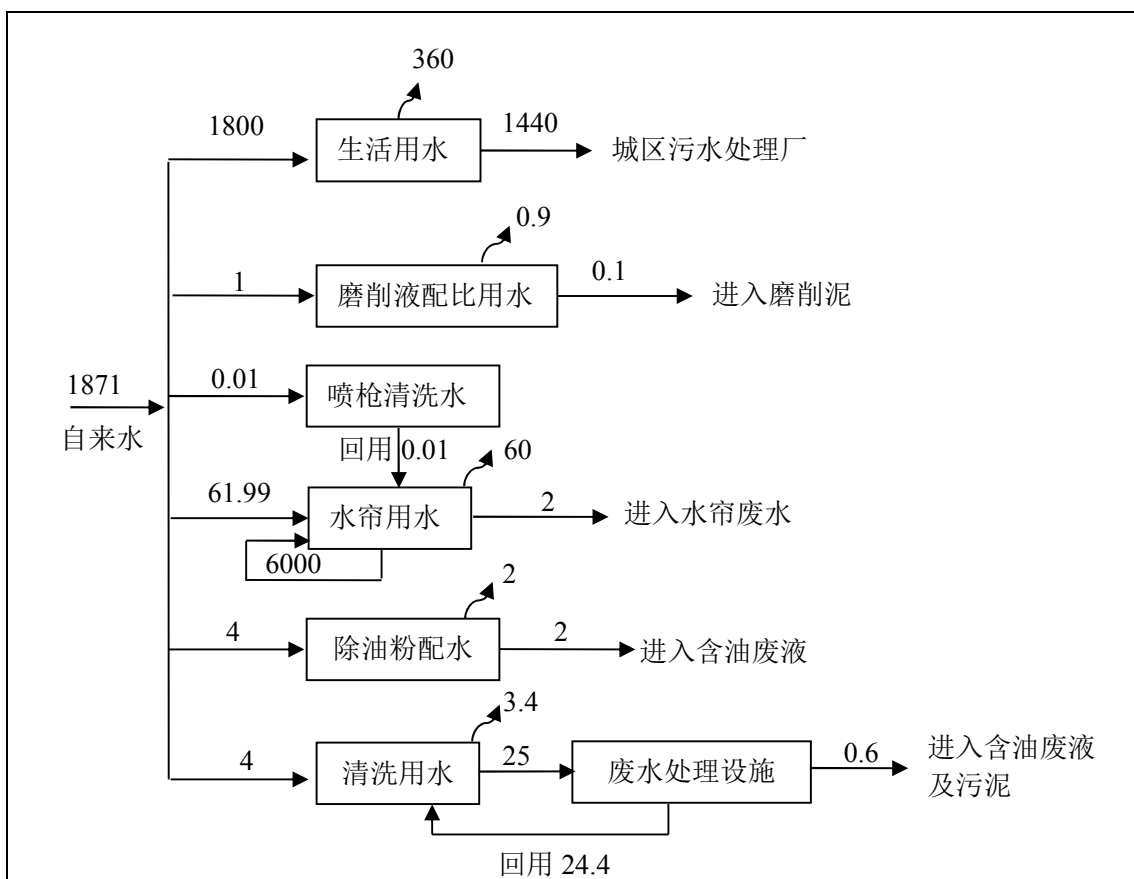 360
1800
生活用水
1440
城区污水处理厂
0.9
1
磨削液配比用水
0.1
进入磨削泥
1871
自来水
0.01
喷枪清洗水
回用 0.01
60
61.99
水帘用水
2
进入水帘废水
6000
2
4
除油粉配水
2
进入含油废液
3.4
4
清洗用水
25
废水处理设施
0.6
进入含油废液
及污泥
回用 24.4